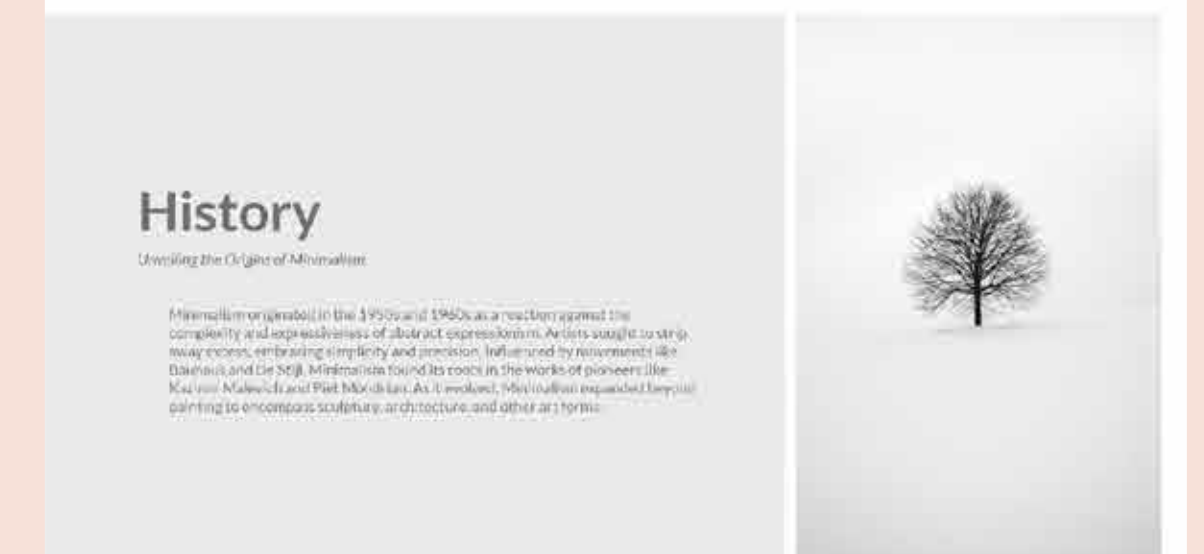 History
Unveiling the Origins of Minimalism
Minimalism originated in the 1950s and 1960s as a reaction against the
complexity and expressiveness of abstract expressionism. Artists sought to strip
away excess, embracing simplicity and precision. Influenced by movements like
Bauhaus and De Stijl, Minimalism found its roots in the works of pioneers like
Kazimir Malevich and Piet Mondrian. As it evolved, Minimalism expanded beyond
painting to encompass sculpture, architecture, and other art forms.